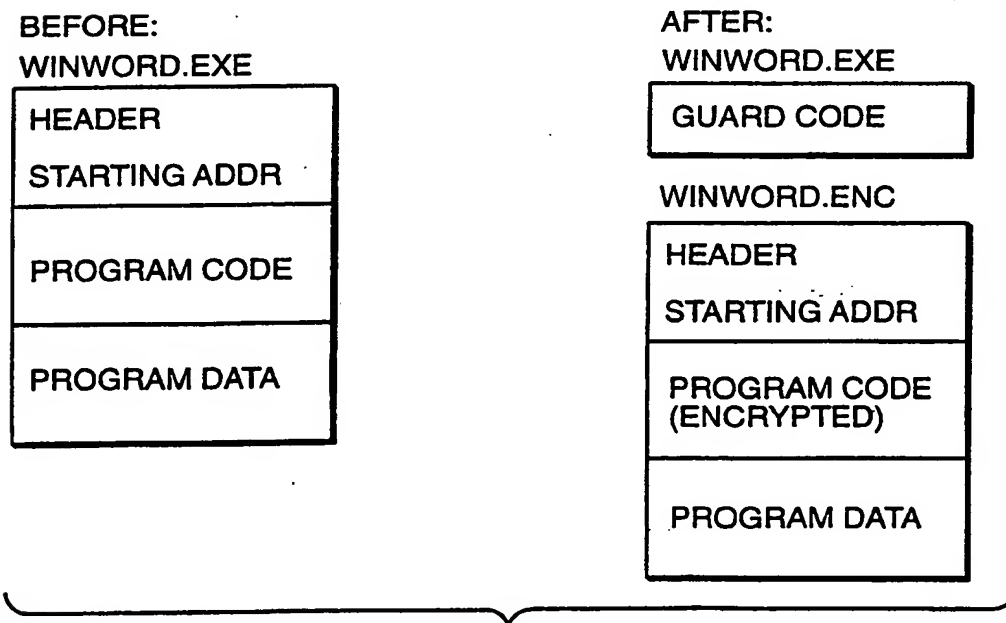 BEFORE:
WINWORD.EXE
HEADER
STARTING ADDR
PROGRAM CODE
PROGRAM DATA
AFTER:
WINWORD.EXE
GUARD CODE
WINWORD.ENC
HEADER
STARTING ADDR
PROGRAM CODE
(ENCRYPTED)
PROGRAM DATA